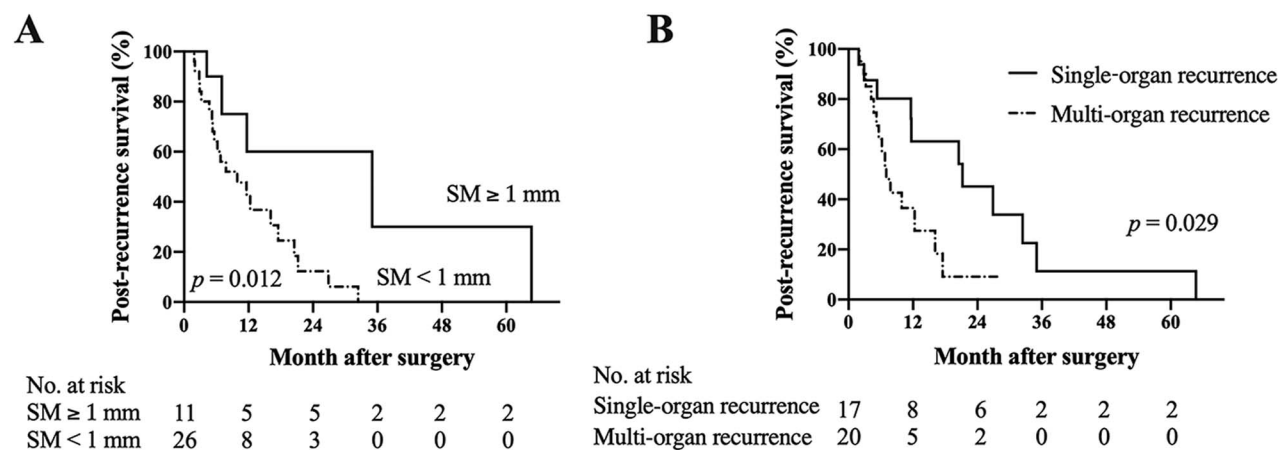 A
Post-recurrence survival (%)
100
80
60
40
20
0
SM ≥ 1 mm
SM < 1 mm
p = 0.012
0 12 24 36 48 60
Month after surgery
No. at risk
SM ≥ 1 mm 11 5 5 2 2 2
SM < 1 mm 26 8 3 0 0 0
B
Post-recurrence survival (%)
100
80
60
40
20
0
Single-organ recurrence
Multi-organ recurrence
p = 0.029
0 12 24 36 48 60
Month after surgery
No. at risk
Single-organ recurrence 17 8 6 2 2 2
Multi-organ recurrence 20 5 2 0 0 0